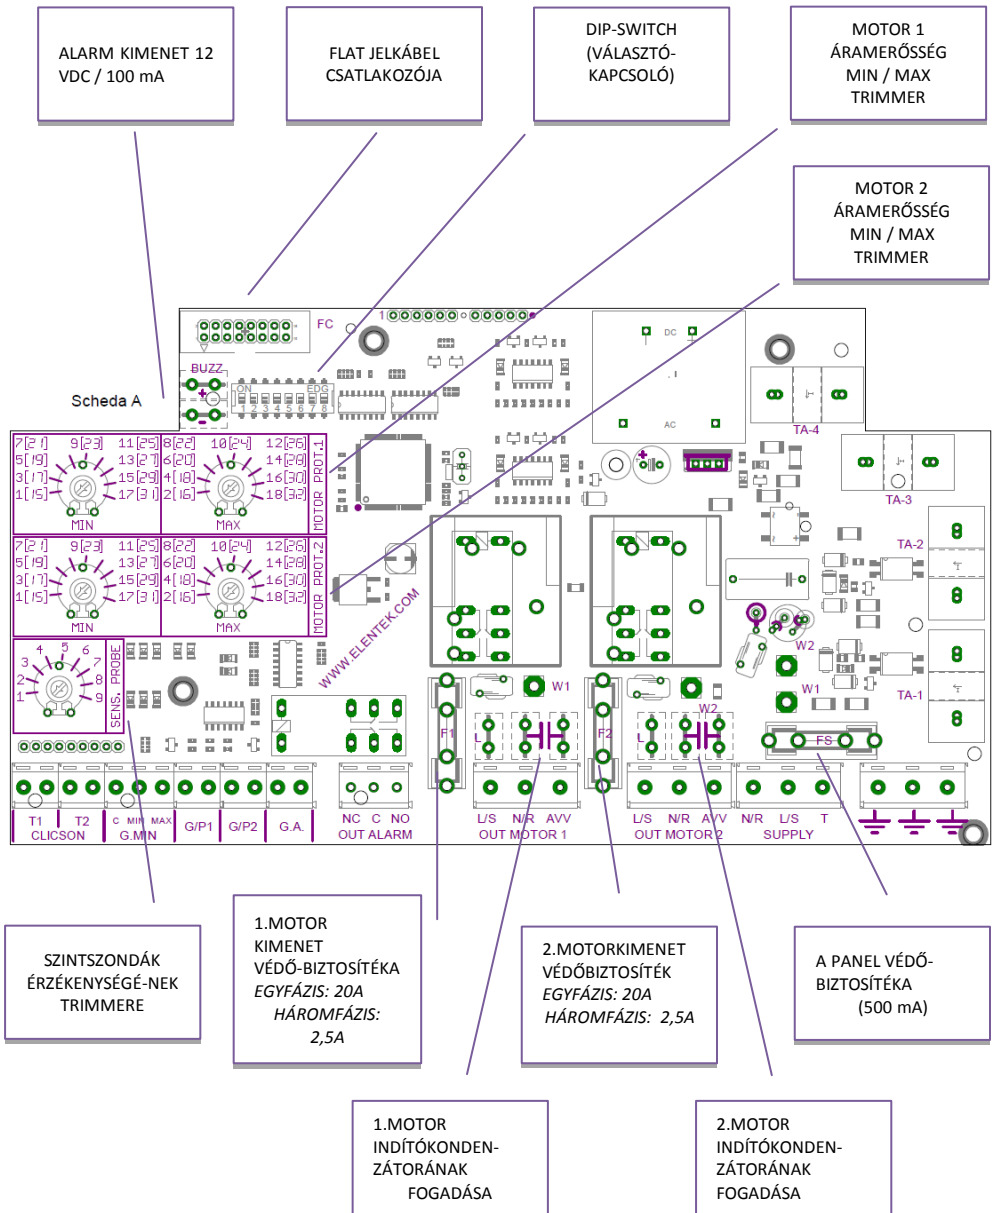 ALARM KIMENET 12
VDC / 100 mA
FLAT JELKÁBEL
CSATLAKOZÓJA
DIP-SWITCH
(VÁLASZTÓ-
KAPCSOLÓ)
MOTOR 1
ÁRAMERŐSSÉG
MIN / MAX
TRIMMER
MOTOR 2
ÁRAMERŐSSÉG
MIN / MAX
TRIMMER
FC
1
BUZZ
+
-
ON EDG
1 2 3 4 5 6 7 8
Scheda A
DC
AC
+
TA-4
TA-3
TA-2
TA-1
7[21] 9[23] 11[25]
5[19] 13[27]
3[17] 15[29]
1[15] 17[31]
MIN
8[22] 10[24] 12[26]
6[20] 14[28]
4[18] 16[30]
2[16] 18[32]
MAX
MOTOR PROT.1
7[21] 9[23] 11[25]
5[19] 13[27]
3[17] 15[29]
1[15] 17[31]
MIN
8[22] 10[24] 12[26]
6[20] 14[28]
4[18] 16[30]
2[16] 18[32]
MAX
MOTOR PROT.2
WWW.ELENTEK.COM
1 2 3 4 5 6 7 8 9
SENS. PROBE
W2
W1
W1
W2
F1
L
F2
L
FS
T1 T2
CLICSON
C MIN MAX
G.MIN
G/P1
G/P2
G.A.
NC C NO
OUT ALARM
L/S N/R AVV
OUT MOTOR 1
L/S N/R AVV
OUT MOTOR 2
N/R L/S T
SUPPLY
SZINTSZONDÁK
ÉRZÉKENYSÉGÉ-NEK
TRIMMERE
1.MOTOR
KIMENET
VÉDŐ-BIZTOSÍTÉKA
EGYFÁZIS: 20A
HÁROMFÁZIS:
2,5A
2.MOTORKIMENET
VÉDŐBIZTOSÍTÉK
EGYFÁZIS: 20A
HÁROMFÁZIS: 2,5A
A PANEL VÉDŐ-
BIZTOSÍTÉKA
(500 mA)
1.MOTOR
INDÍTÓKONDEN-
ZÁTORÁNAK
FOGADÁSA
2.MOTOR
INDÍTÓKONDEN-
ZÁTORÁNAK
FOGADÁSA